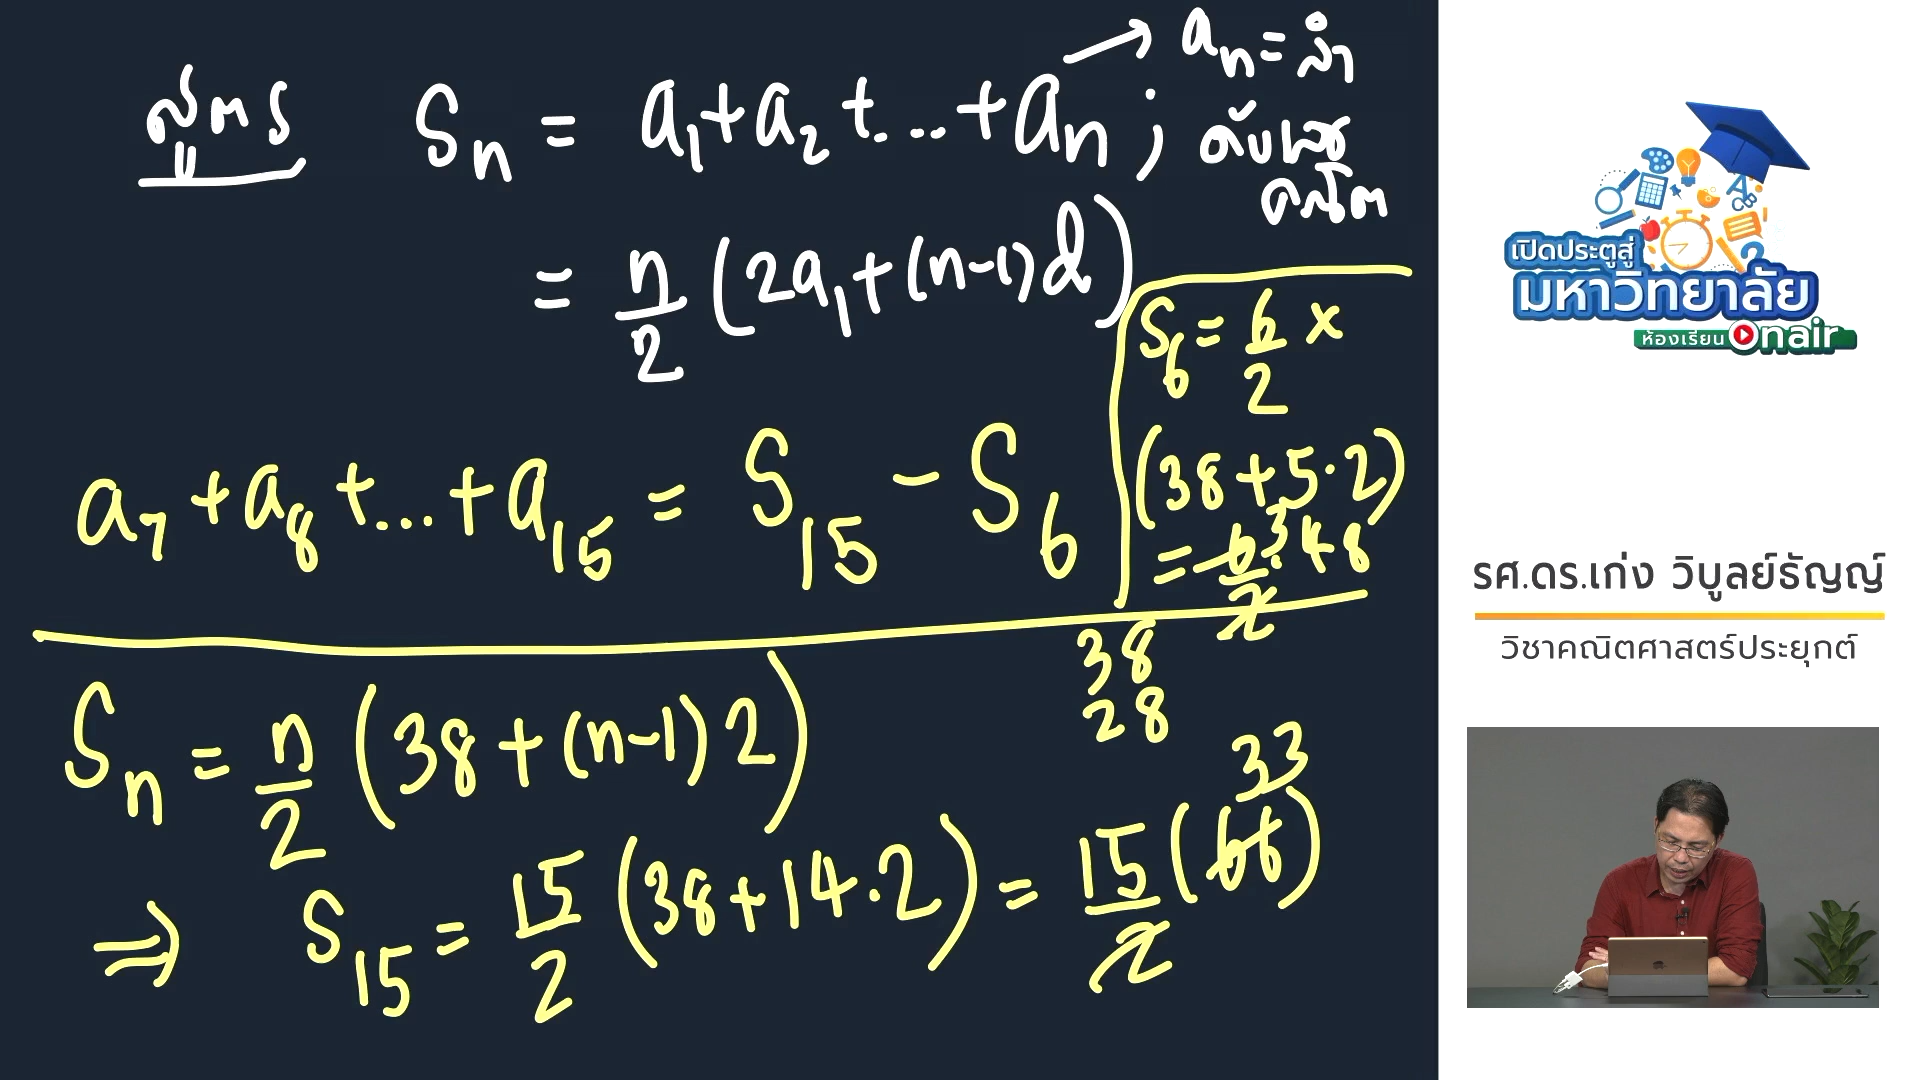 สูตร Sn = a1+a2+...+an ; → an = ลำ
ดับเลข
คณิต
= n/2 (2a1+(n-1)d)
a7+a8+...+a15 = S15 - S6
S6 = 6/2 x
(38+5·2)
= 6/2 3·48
38
28
Sn = n/2 (38+(n-1)2)
⇒ S15 = 15/2 (38+14·2) = 15/2 (66)
33
เปิดประตูสู่
มหาวิทยาลัย
ห้องเรียน Onair
รศ.ดร.เก่ง วิบูลย์ธัญญ์
วิชาคณิตศาสตร์ประยุกต์